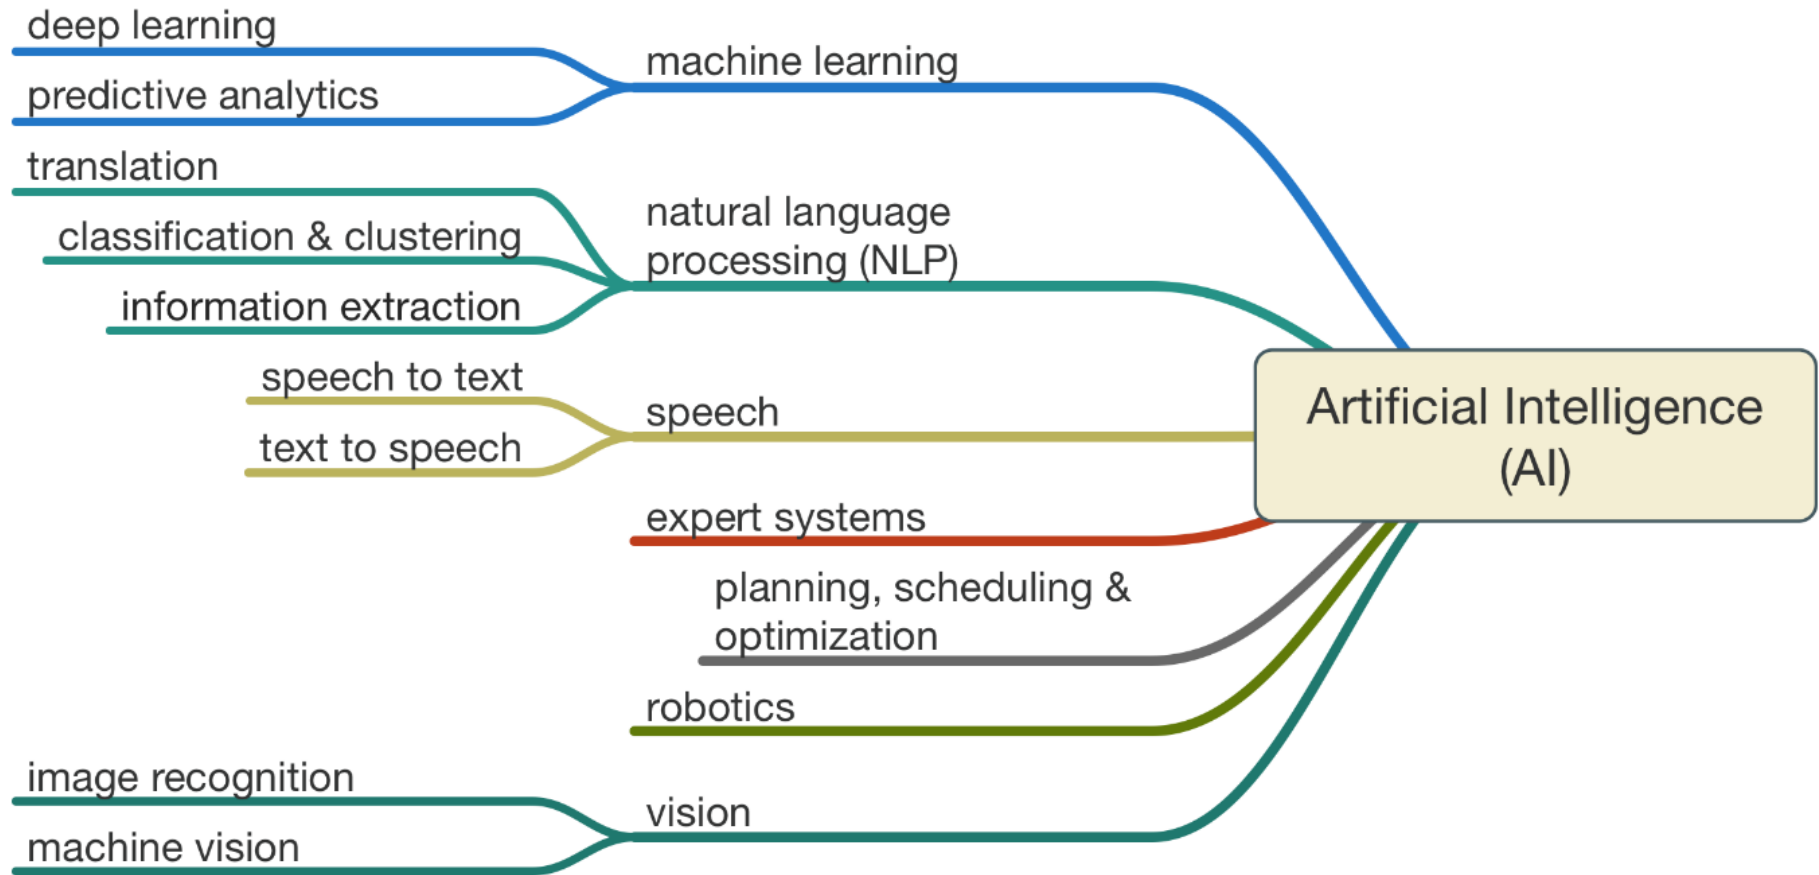 deep learning
predictive analytics
machine learning
translation
classification & clustering
information extraction
natural language
processing (NLP)
speech to text
text to speech
speech
expert systems
planning, scheduling &
optimization
robotics
image recognition
machine vision
vision
Artificial Intelligence
(AI)